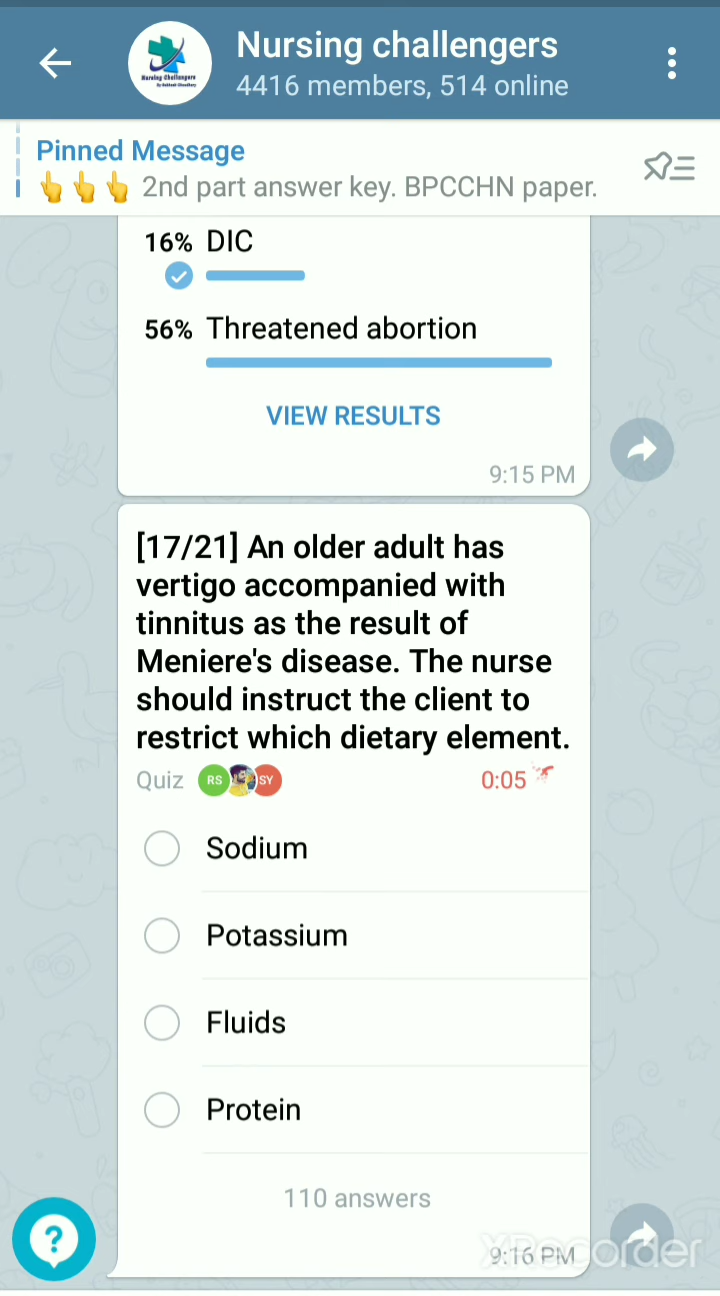 Nursing challengers
4416 members, 514 online
Pinned Message
👆👆👆 2nd part answer key. BPCCHN paper.
16% DIC
56% Threatened abortion
VIEW RESULTS
9:15 PM
[17/21] An older adult has
vertigo accompanied with
tinnitus as the result of
Meniere's disease. The nurse
should instruct the client to
restrict which dietary element.
Quiz RS SY 0:05
Sodium
Potassium
Fluids
Protein
110 answers
9:16 PM
XRecorder
?